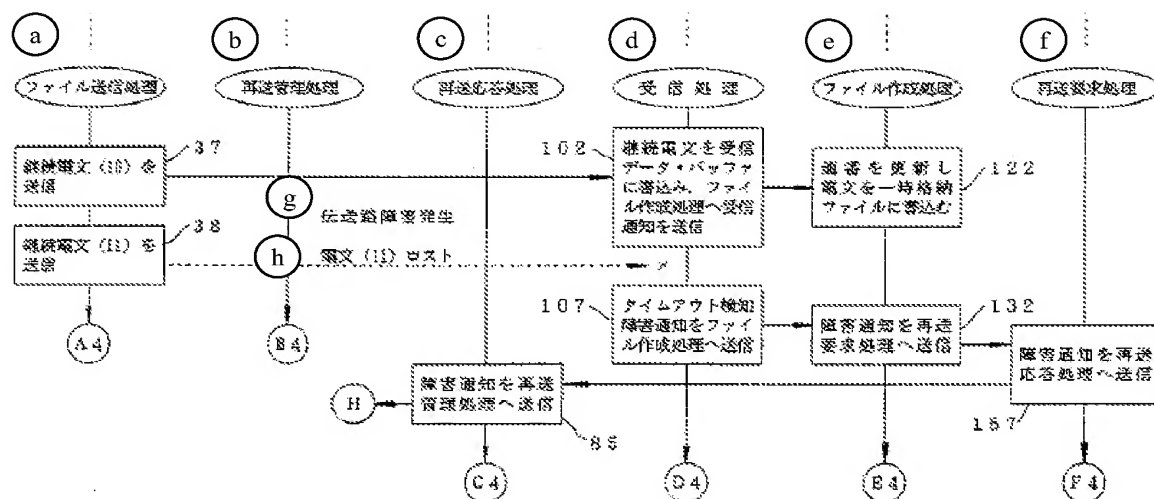 a
b
c
d
e
f
ファイル送信処理
再送管理処理
再送応答処理
受信処理
ファイル作成処理
再送要求処理
37
継続電文(10)を
送信
102
継続電文を受信
データ・バッファ
に書込み、ファイ
ル作成処理へ受信
通知を送信
通番を更新し
電文を一時格納
ファイルに書込む
122
g
伝送路障害発生
38
継続電文(11)を
送信
h
電文(11)ロスト
×
107
タイムアウト検知
障害通知をファイ
ル作成処理へ送信
132
障害通知を再送
要求処理へ送信
障害通知を再送
応答処理へ送信
157
A4
B4
H
障害通知を再送
管理処理へ送信
85
C4
D4
E4
F4